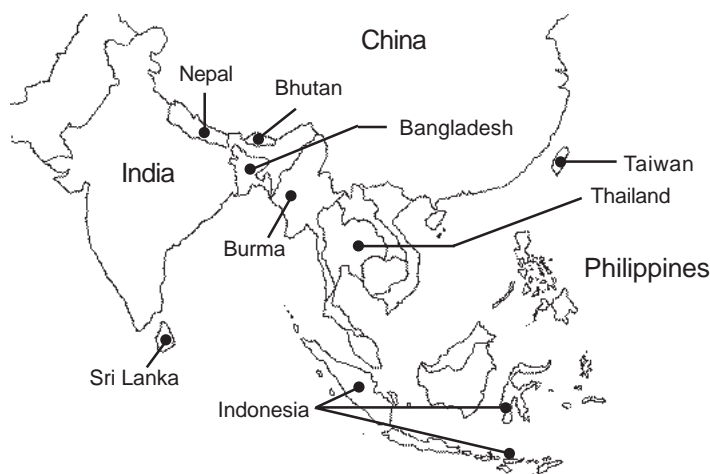 China
Nepal
Bhutan
Bangladesh
India
Taiwan
Thailand
Burma
Philippines
Sri Lanka
Indonesia